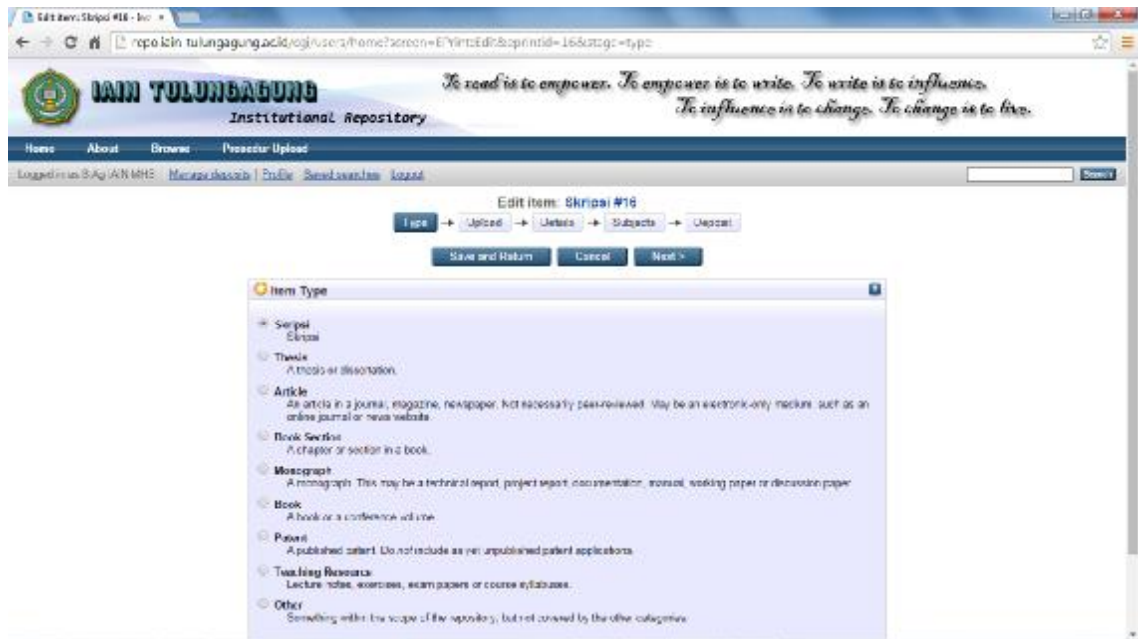 Edit item: Skripsi #16 -
repo.iain-tulungagung.ac.id/cgi/users/home?screen=EPrint::Edit&eprintid=16&stage=type
IAIN TULUNGAGUNG
Institutional Repository
To read is to empower. To empower is to write. To write is to influence.
To influence is to change. To change is to live.
Home About Browse Prosedur Upload
Logged in as Manage deposits | Profile Saved searches Logout Search
Edit item: Skripsi #16
Type → Upload → Details → Subjects → Deposit
Save and Return Cancel Next >
Item Type
?
Skripsi
Thesis
A thesis or dissertation.
Article
An article in a journal, magazine, newspaper. Not necessarily peer-reviewed. May be an electronic-only medium, such as an
online journal or news website.
Book Section
A chapter or section in a book.
Monograph
A monograph. This may be a technical report, project report, documentation, manual, working paper or discussion paper.
Book
A book or a conference volume.
Patent
A published patent. Do not include as yet unpublished patent applications.
Teaching Resource
Lecture notes, exercises, exam papers or course syllabuses.
Other
Something within the scope of the repository, but not covered by the other categories.